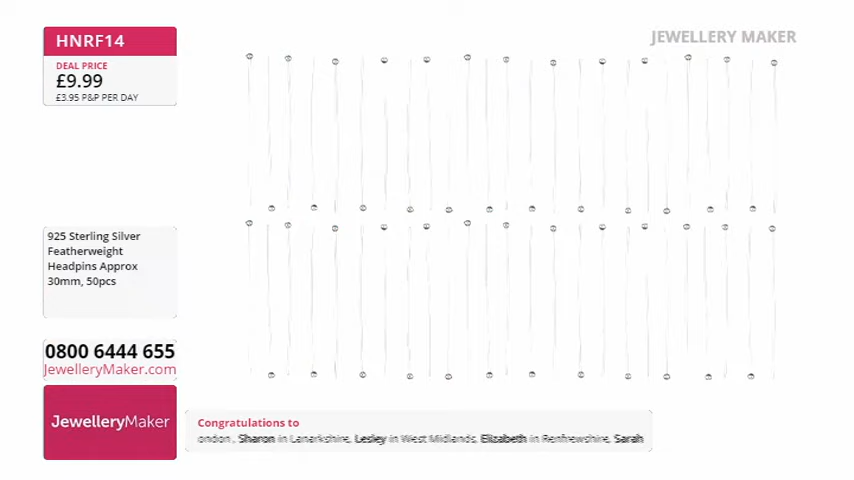 HNRF14
DEAL PRICE
£9.99
£3.95 P&P PER DAY
JEWELLERY MAKER
925 Sterling Silver
Featherweight
Headpins Approx
30mm, 50pcs
0800 6444 655
JewelleryMaker.com
JewelleryMaker
Congratulations to
ondon , Sharon in Lanarkshire, Lesley in West Midlands, Elizabeth in Renfrewshire, Sarah